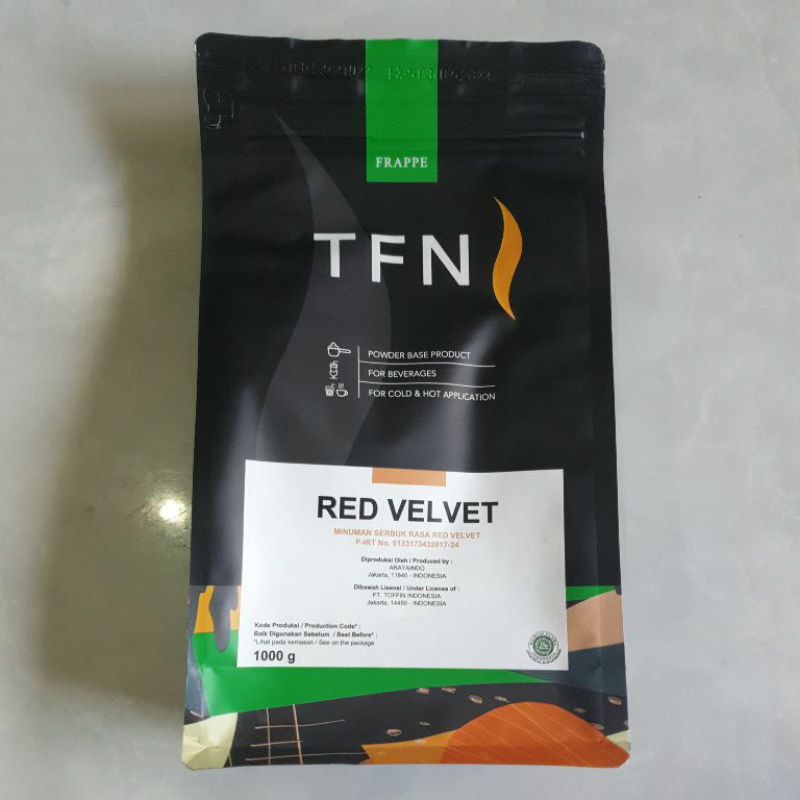 FRAPPE
TFN
POWDER BASE PRODUCT
FOR BEVERAGES
FOR COLD & HOT APPLICATION
RED VELVET
MINUMAN SERBUK RASA RED VELVET
P-IRT No. 5133173432017-24
Diproduksi Oleh / Produced by :
ARAYAINDO
Jakarta, 11640 - INDONESIA
Dibawah Lisensi / Under License of :
PT. TOFFIN INDONESIA
Jakarta, 14450 - INDONESIA
Kode Produksi / Production Code* :
Baik Digunakan Sebelum / Best Before* :
*Lihat pada kemasan / See on the package
1000 g